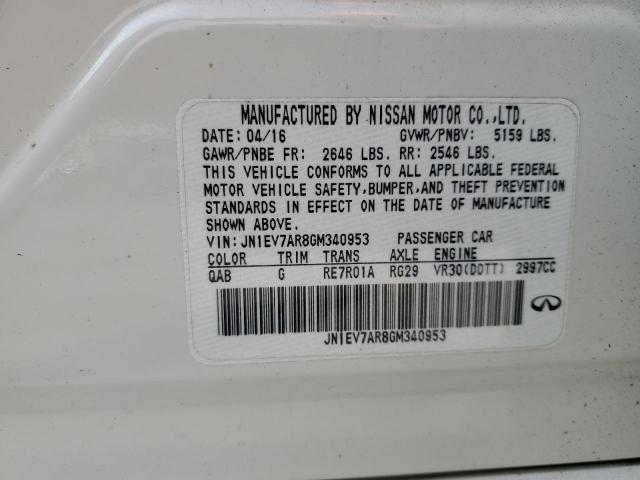 MANUFACTURED BY NISSAN MOTOR CO.,LTD.
DATE: 04/16 GVWR/PNBV: 5159 LBS.
GAWR/PNBE FR: 2646 LBS. RR: 2546 LBS.
THIS VEHICLE CONFORMS TO ALL APPLICABLE FEDERAL
MOTOR VEHICLE SAFETY,BUMPER,AND THEFT PREVENTION
STANDARDS IN EFFECT ON THE DATE OF MANUFACTURE
SHOWN ABOVE.
VIN: JN1EV7AR8GM340953 PASSENGER CAR
COLOR TRIM TRANS AXLE ENGINE
QAB G RE7R01A RG29 VR30(DDTT) 2997CC
JN1EV7AR8GM340953
INFINITI